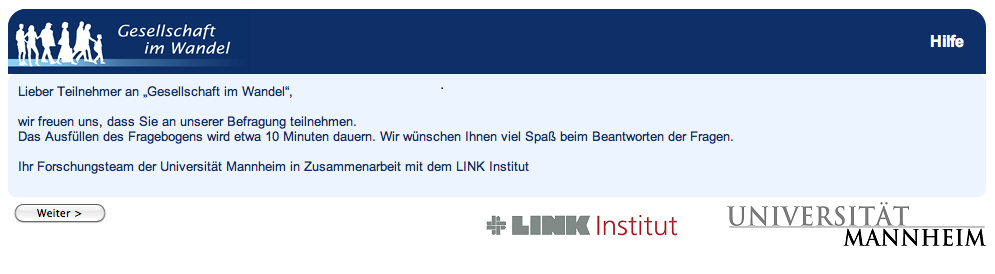 Gesellschaft
im Wandel
Hilfe
Lieber Teilnehmer an „Gesellschaft im Wandel“,
wir freuen uns, dass Sie an unserer Befragung teilnehmen.
Das Ausfüllen des Fragebogens wird etwa 10 Minuten dauern. Wir wünschen Ihnen viel Spaß beim Beantworten der Fragen.
Ihr Forschungsteam der Universität Mannheim in Zusammenarbeit mit dem LINK Institut
Weiter >
LINK Institut
UNIVERSITÄT
MANNHEIM